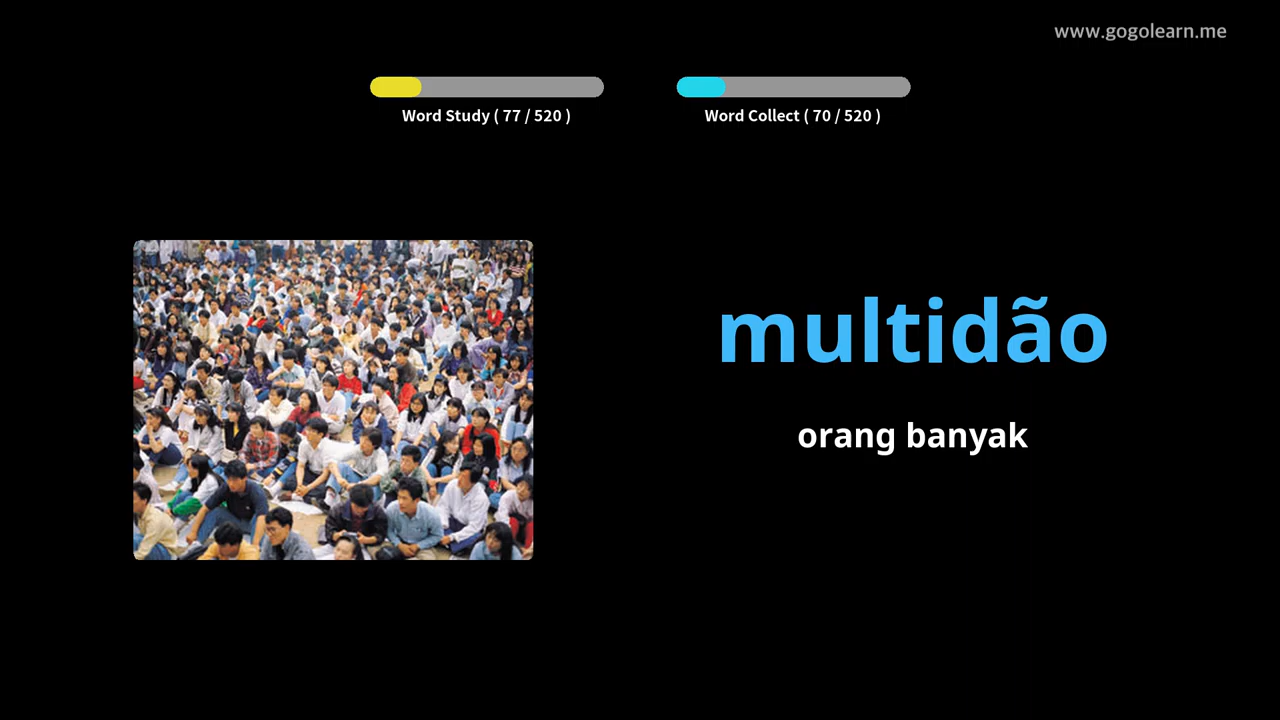 www.gogolearn.me
Word Study ( 77 / 520 )
Word Collect ( 70 / 520 )
multidão
orang banyak